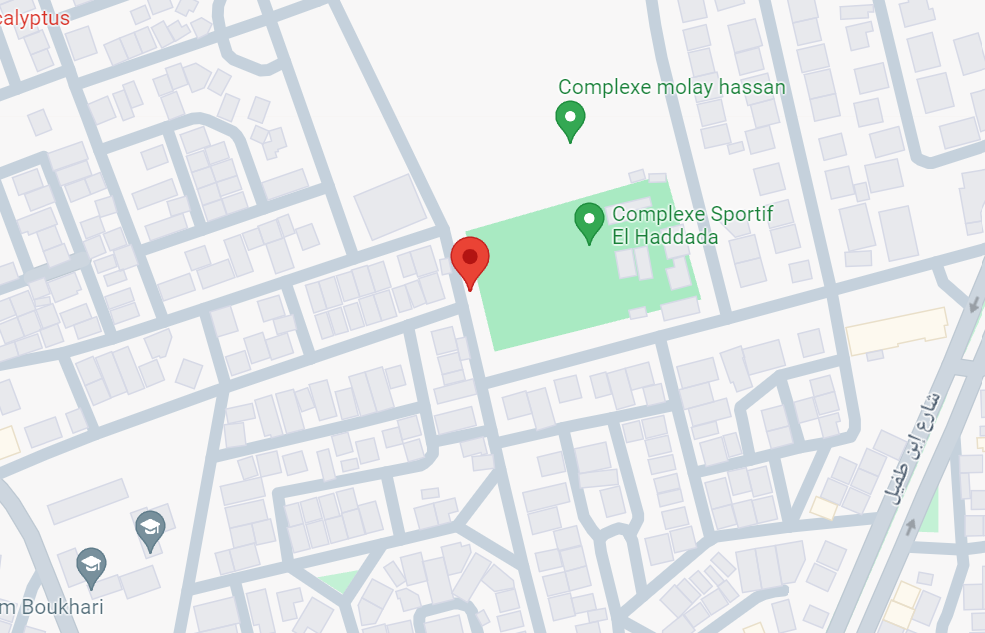 calyptus
Complexe molay hassan
Complexe Sportif
El Haddada
شارع ابن طفيل
m Boukhari